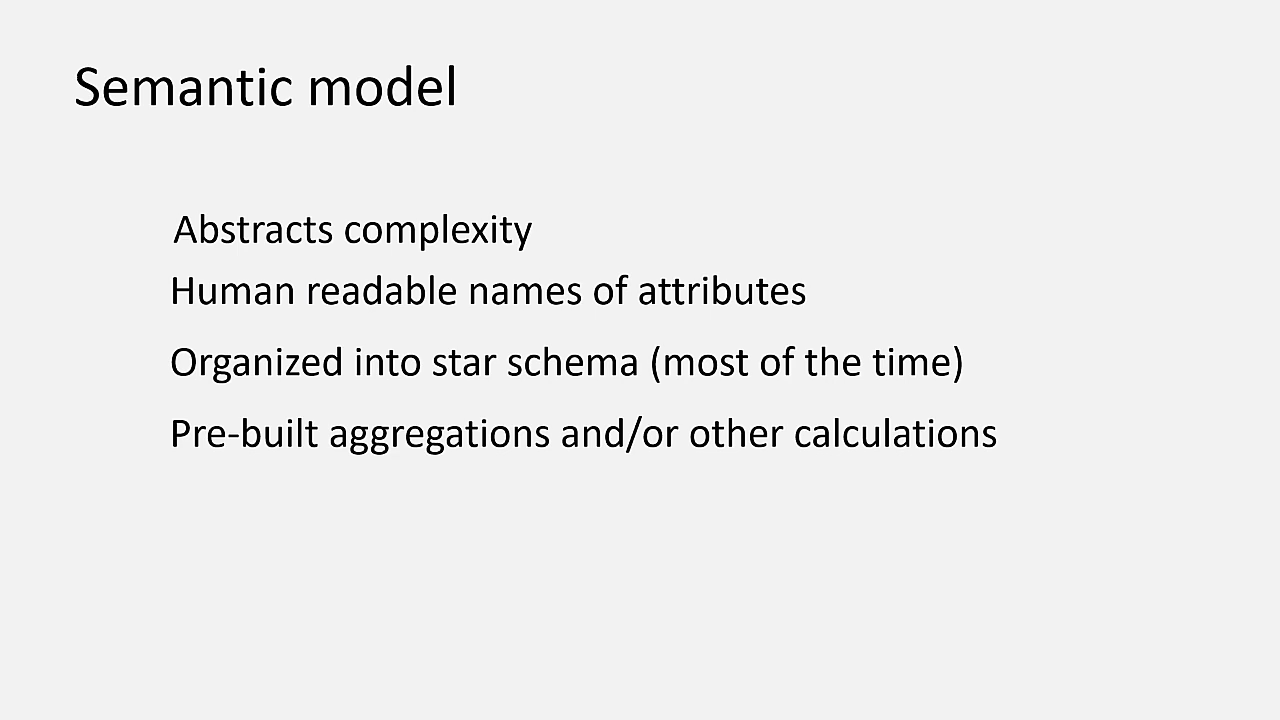 Semantic model
Abstracts complexity
Human readable names of attributes
Organized into star schema (most of the time)
Pre-built aggregations and/or other calculations